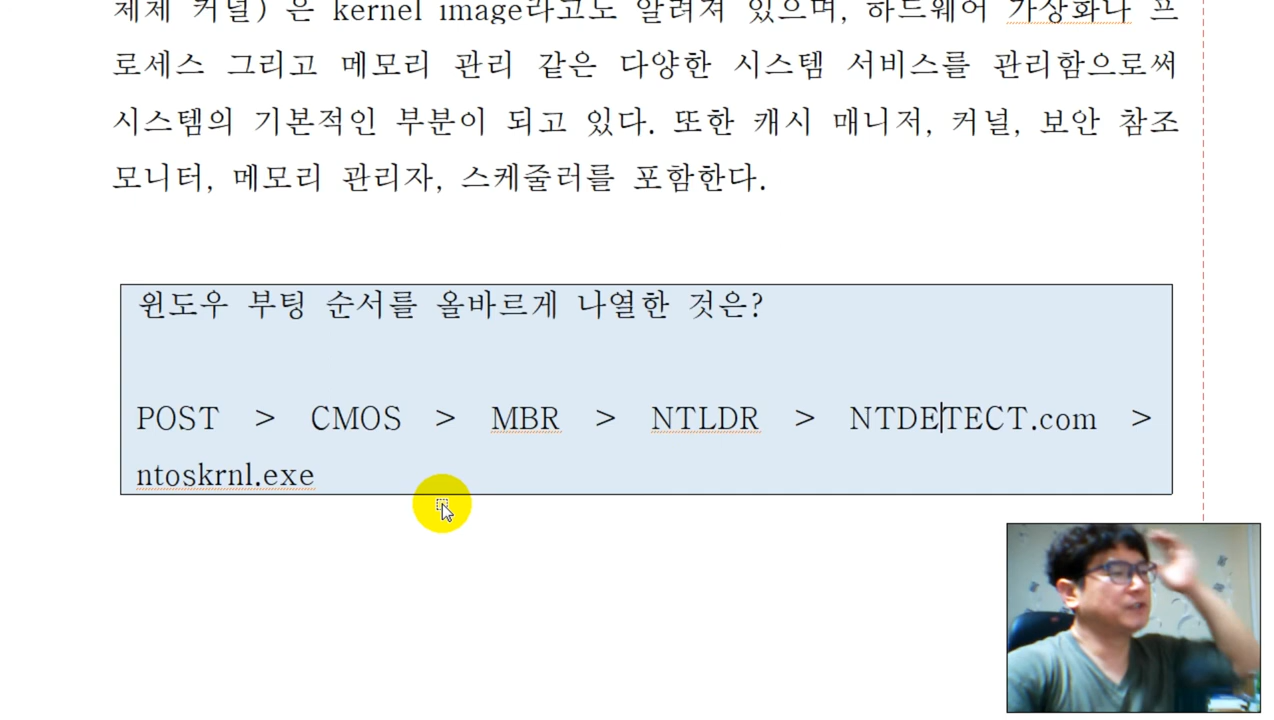 체제 커널) 은 kernel image라고도 알려져 있으며, 하드웨어 가상화나 프
로세스 그리고 메모리 관리 같은 다양한 시스템 서비스를 관리함으로써
시스템의 기본적인 부분이 되고 있다. 또한 캐시 매니저, 커널, 보안 참조
모니터, 메모리 관리자, 스케줄러를 포함한다.
윈도우 부팅 순서를 올바르게 나열한 것은?
POST > CMOS > MBR > NTLDR > NTDETECT.com >
ntoskrnl.exe